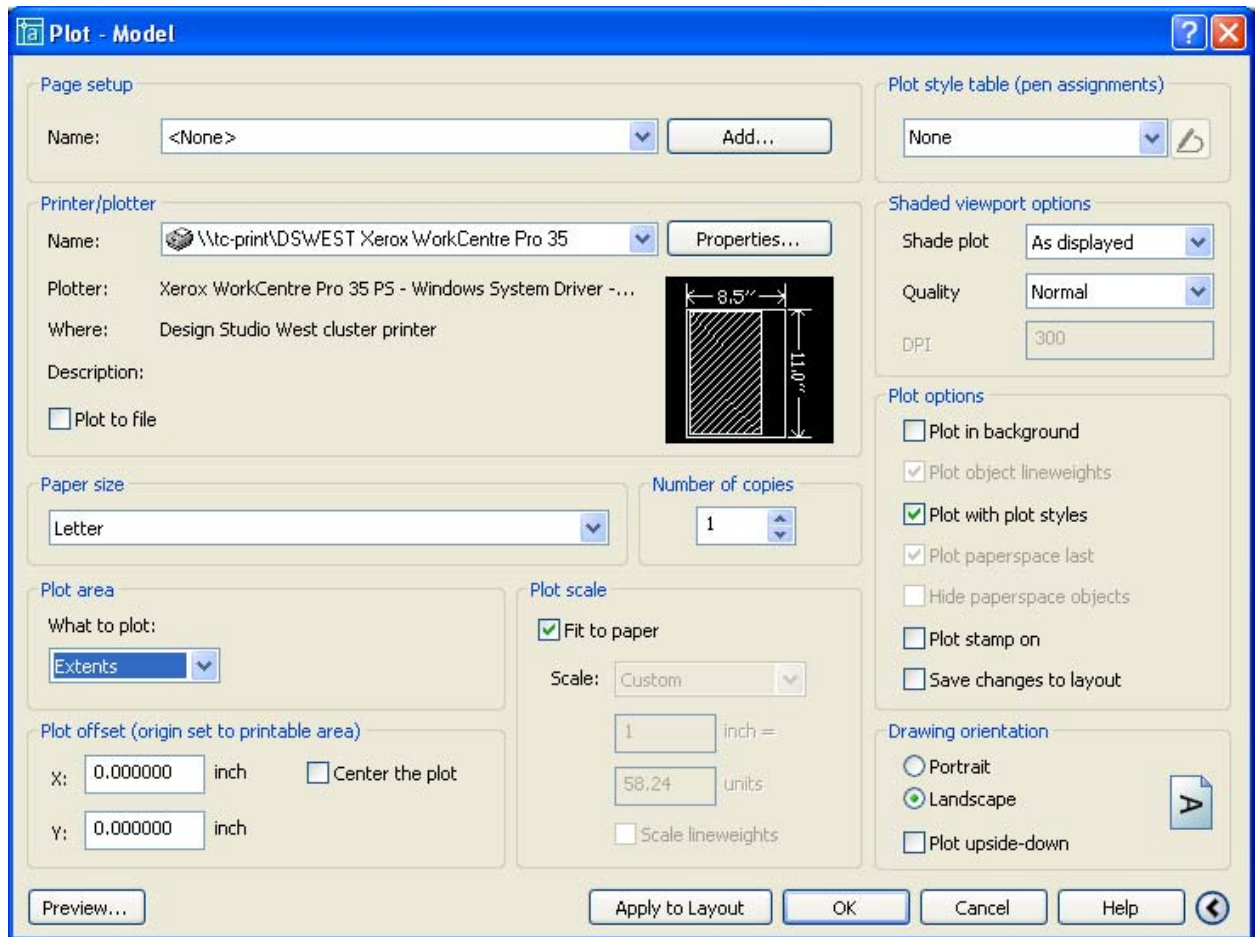 Plot - Model
Page setup
Name:
<None>
Add...
Plot style table (pen assignments)
None
Printer/plotter
Name:
\\tc-print\DSWEST Xerox WorkCentre Pro 35
Properties...
Plotter:
Xerox WorkCentre Pro 35 PS - Windows System Driver -...
Where:
Design Studio West cluster printer
Description:
Plot to file
8.5″
11.0″
Shaded viewport options
Shade plot
As displayed
Quality
Normal
DPI
300
Paper size
Letter
Number of copies
1
Plot options
Plot in background
Plot object lineweights
Plot with plot styles
Plot paperspace last
Hide paperspace objects
Plot stamp on
Save changes to layout
Plot area
What to plot:
Extents
Plot scale
Fit to paper
Scale:
Custom
1
inch =
58.24
units
Scale lineweights
Plot offset (origin set to printable area)
X:
0.000000
inch
Center the plot
Y:
0.000000
inch
Drawing orientation
Portrait
Landscape
Plot upside-down
A
Preview...
Apply to Layout
OK
Cancel
Help